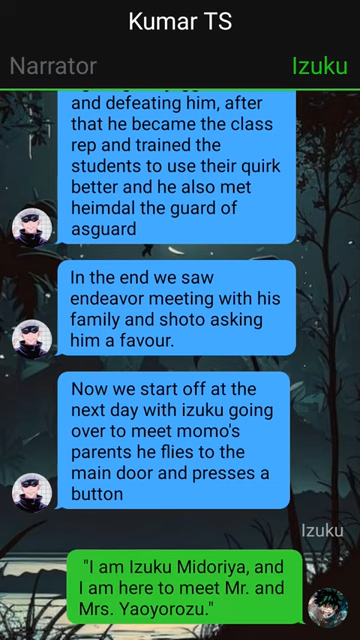 Kumar TS
Narrator
Izuku
and defeating him, after
that he became the class
rep and trained the
students to use their quirk
better and he also met
heimdal the guard of
asguard
In the end we saw
endeavor meeting with his
family and shoto asking
him a favour.
Now we start off at the
next day with izuku going
over to meet momo's
parents he flies to the
main door and presses a
button
Izuku
"I am Izuku Midoriya, and
I am here to meet Mr. and
Mrs. Yaoyorozu."